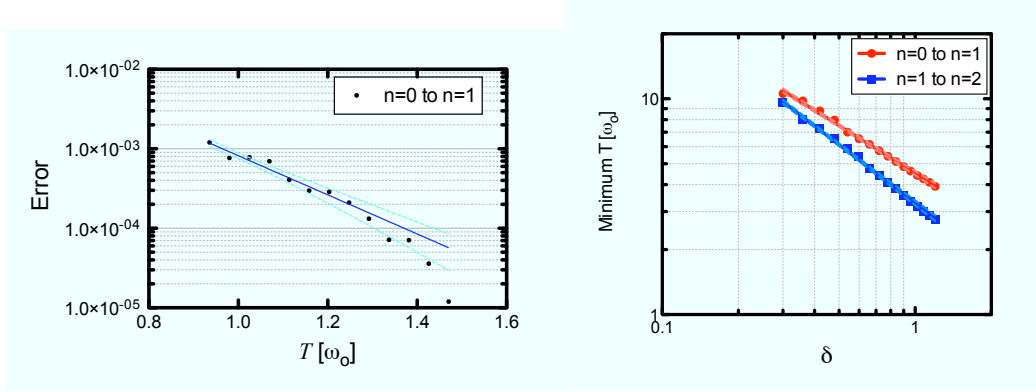 1.0×10⁻⁰²
1.0×10⁻⁰³
1.0×10⁻⁰⁴
1.0×10⁻⁰⁵
Error
n=0 to n=1
0.8 1.0 1.2 1.4 1.6
T [ωₒ]
n=0 to n=1
n=1 to n=2
10
1
Minimum T [ωₒ]
0.1 1
δ